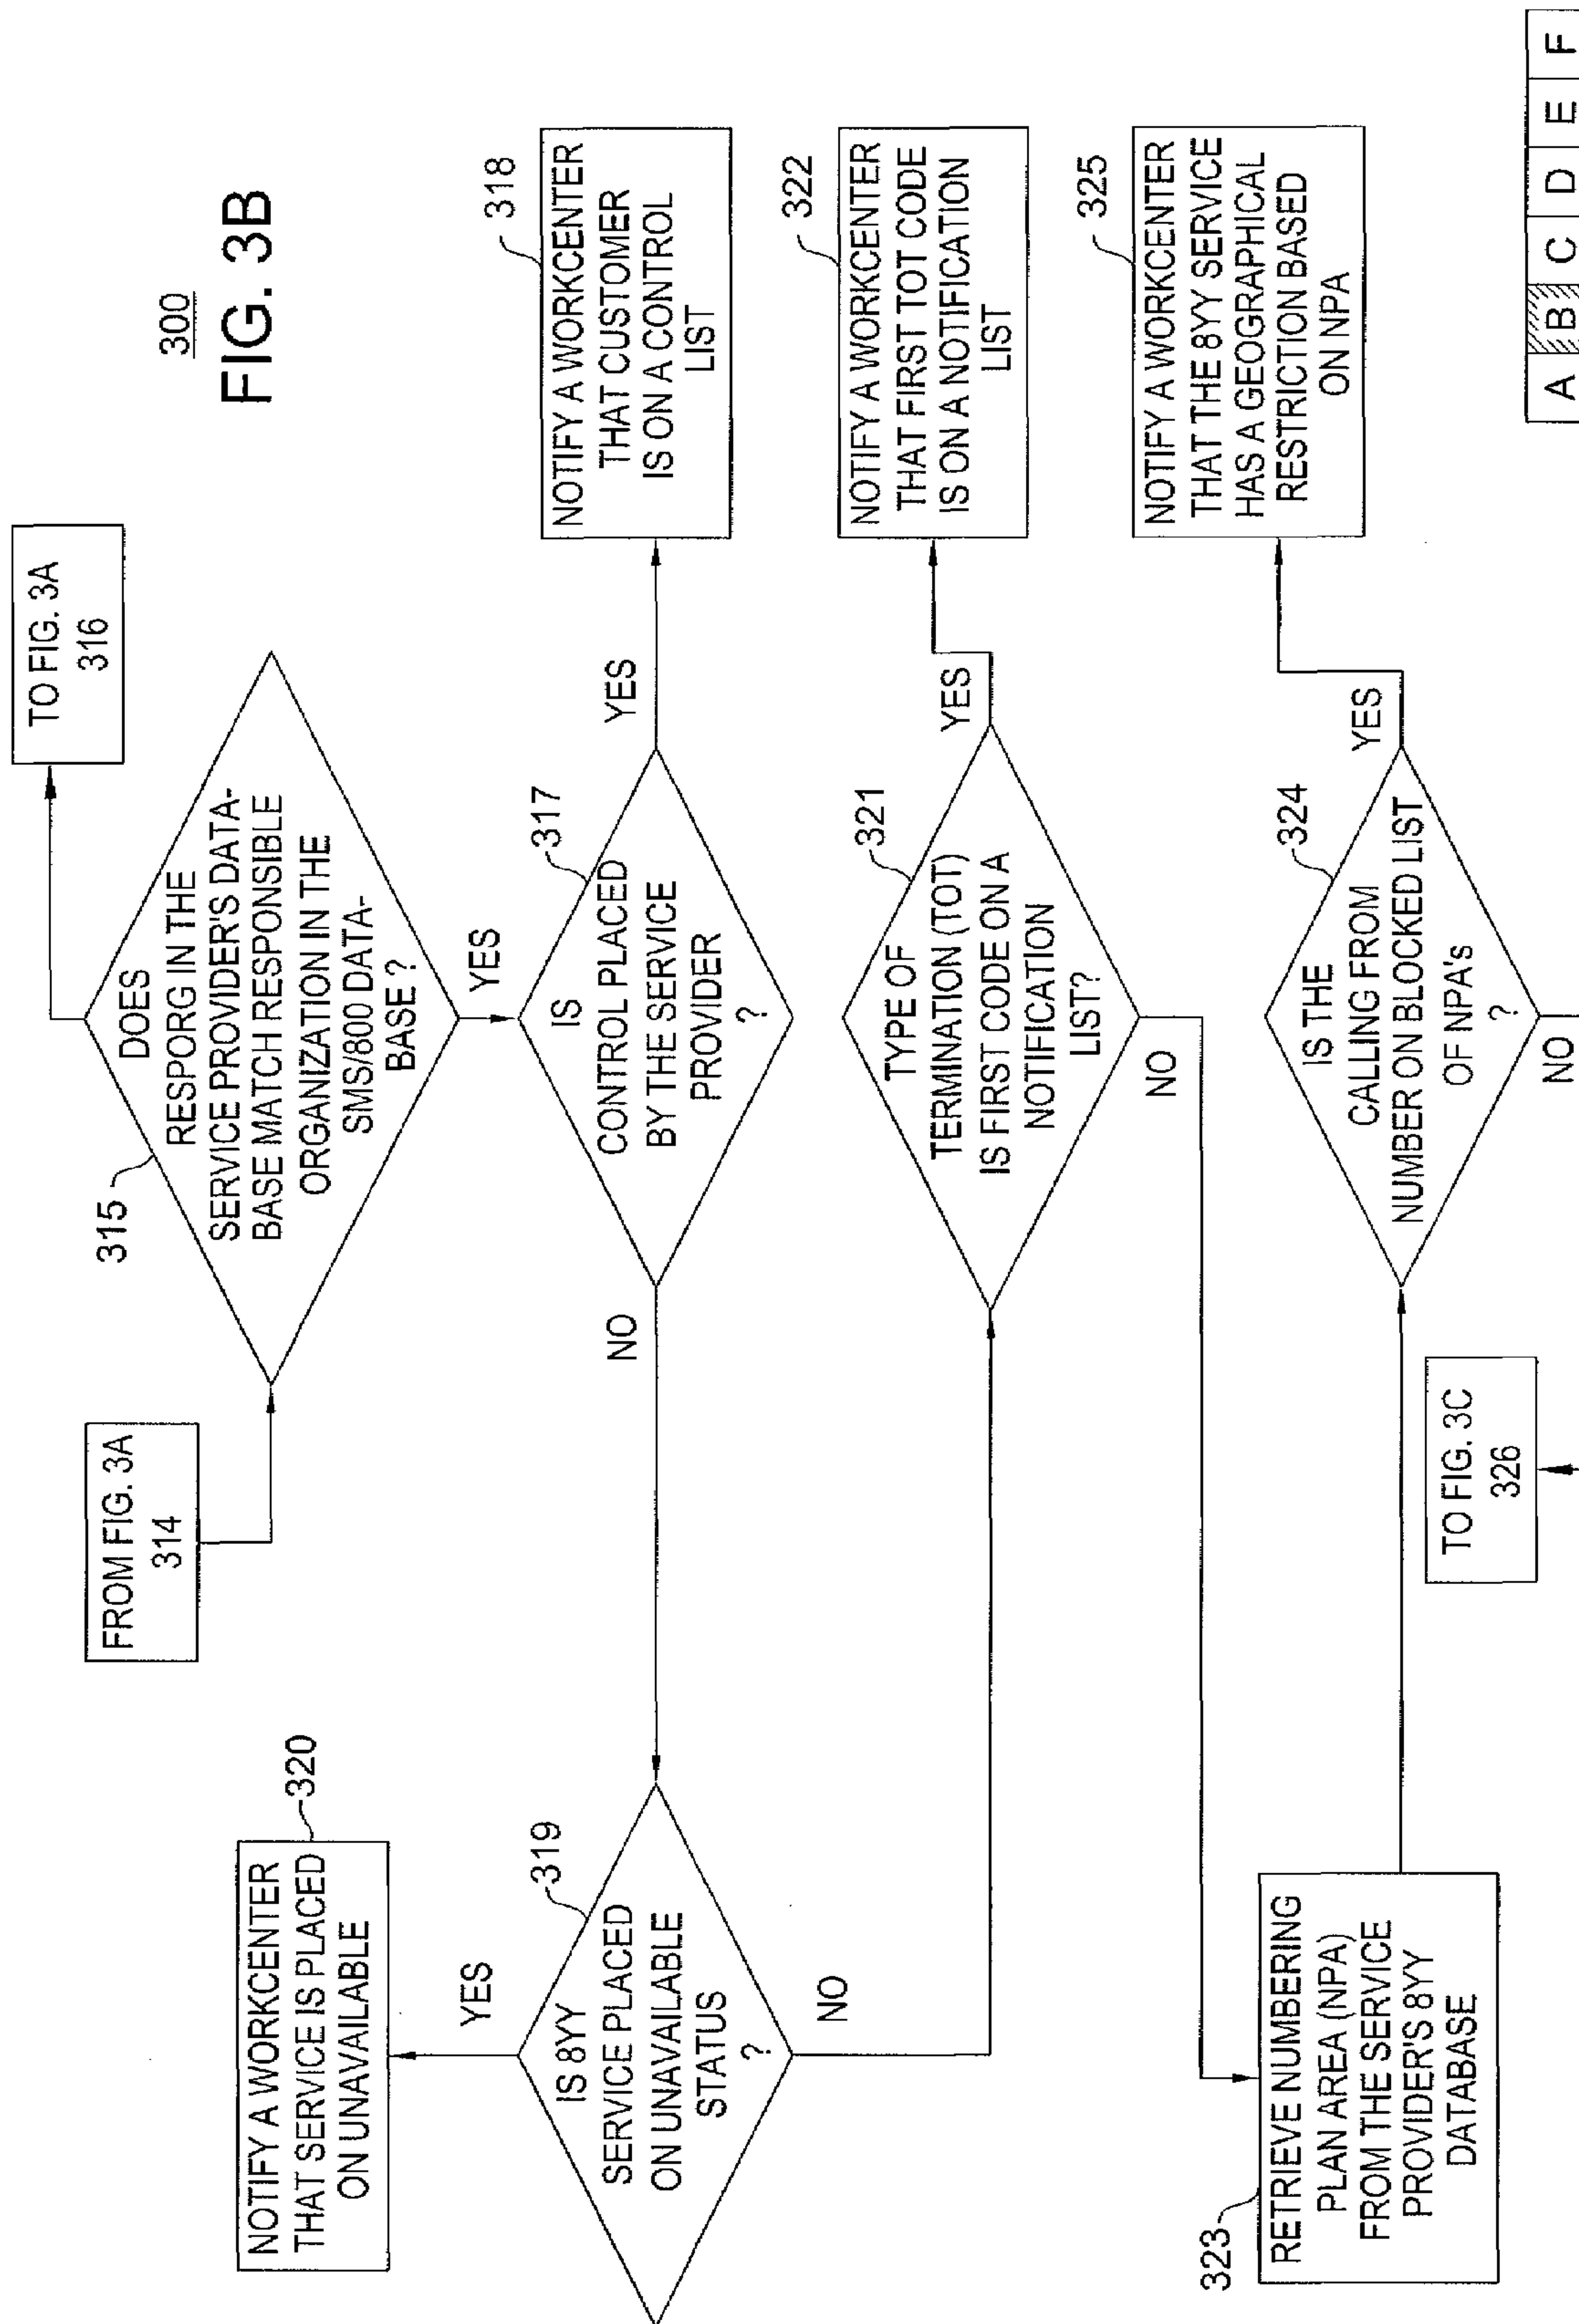 300
FIG. 3B
FROM FIG. 3A
314
315
DOES
RESPORG IN THE
SERVICE PROVIDER'S DATA-
BASE MATCH RESPONSIBLE
ORGANIZATION IN THE
SMS/800 DATA-
BASE ?
TO FIG. 3A
316
YES
317
IS
CONTROL PLACED
BY THE SERVICE
PROVIDER
?
YES
318
NOTIFY A WORKCENTER
THAT CUSTOMER
IS ON A CONTROL
LIST
NO
319
IS 8YY
SERVICE PLACED
ON UNAVAILABLE
STATUS
?
YES
320
NOTIFY A WORKCENTER
THAT SERVICE IS PLACED
ON UNAVAILABLE
NO
321
TYPE OF
TERMINATION (TOT)
IS FIRST CODE ON A
NOTIFICATION
LIST?
YES
322
NOTIFY A WORKCENTER
THAT FIRST TOT CODE
IS ON A NOTIFICATION
LIST
NO
323
RETRIEVE NUMBERING
PLAN AREA (NPA)
FROM THE SERVICE
PROVIDER'S 8YY
DATABASE
324
IS THE
CALLING FROM
NUMBER ON BLOCKED LIST
OF NPA's
?
YES
325
NOTIFY A WORKCENTER
THAT THE 8YY SERVICE
HAS A GEOGRAPHICAL
RESTRICTION BASED
ON NPA
NO
TO FIG. 3C
326
A B C D E F